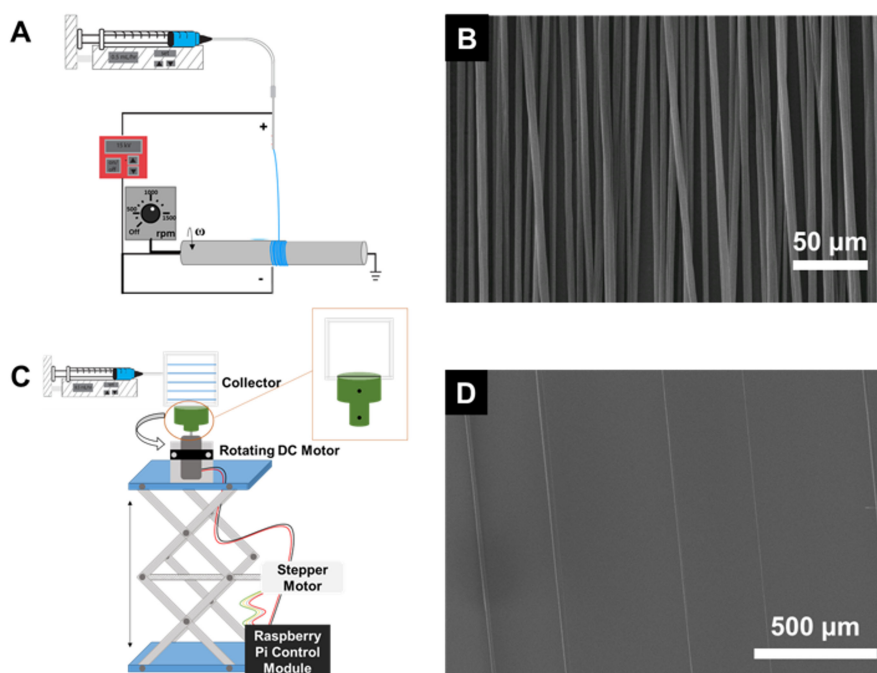 A
B
+
1000
500
1500
Off
rpm
ω
-
50 µm
C
Collector
Rotating DC Motor
Stepper
Motor
Raspberry
Pi Control
Module
D
500 µm